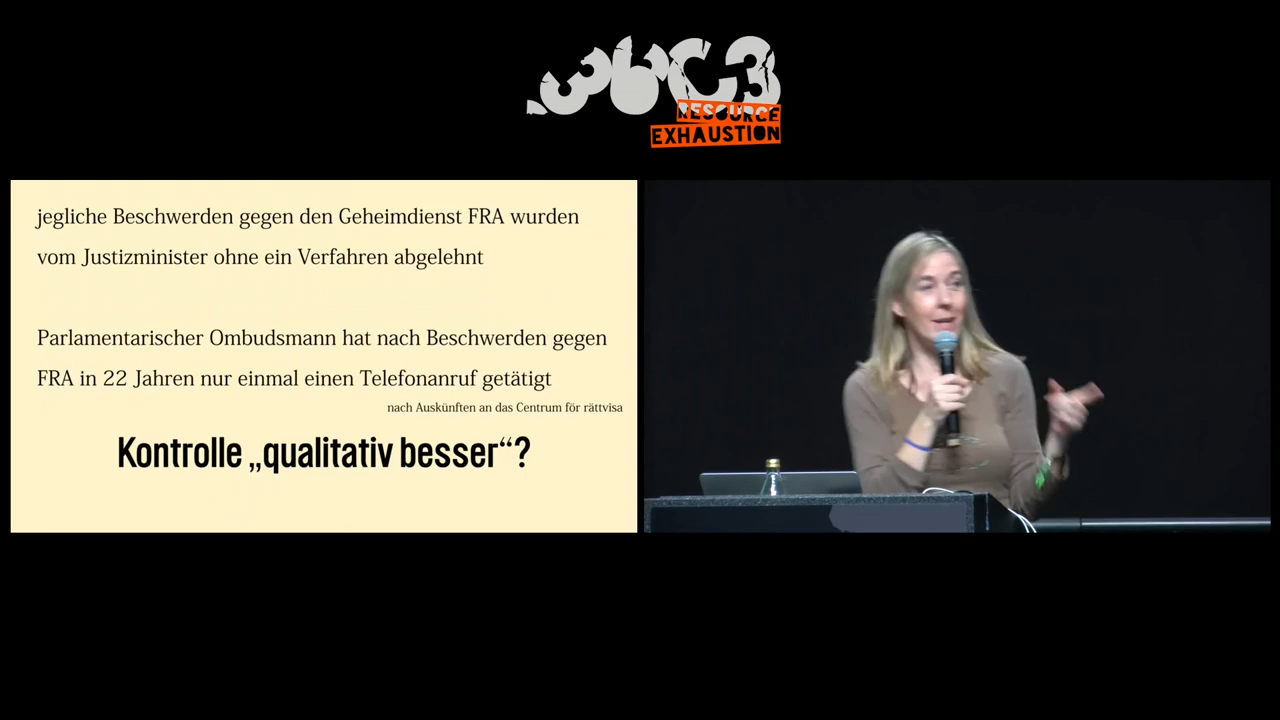 36C3
RESOURCE
EXHAUSTION
jegliche Beschwerden gegen den Geheimdienst FRA wurden
vom Justizminister ohne ein Verfahren abgelehnt
Parlamentarischer Ombudsmann hat nach Beschwerden gegen
FRA in 22 Jahren nur einmal einen Telefonanruf getätigt
nach Auskünften an das Centrum för rättvisa
Kontrolle „qualitativ besser“?